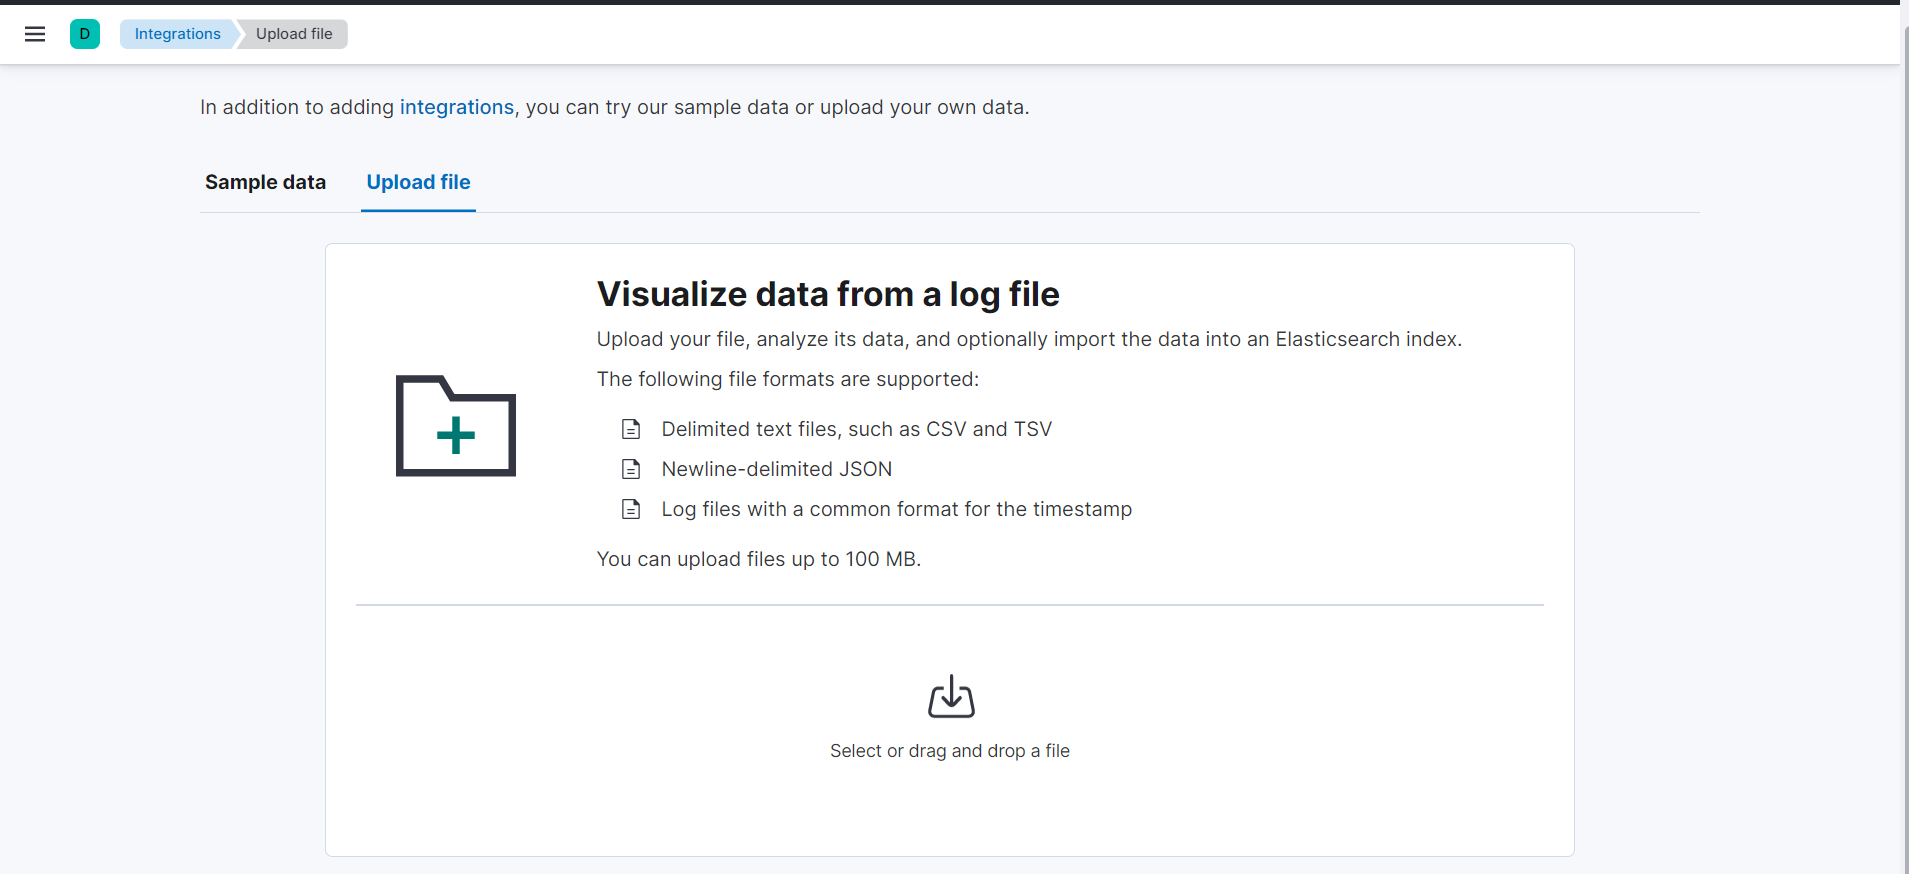 D
Integrations
Upload file
In addition to adding integrations, you can try our sample data or upload your own data.
Sample data
Upload file
Visualize data from a log file
Upload your file, analyze its data, and optionally import the data into an Elasticsearch index.
The following file formats are supported:
Delimited text files, such as CSV and TSV
Newline-delimited JSON
Log files with a common format for the timestamp
You can upload files up to 100 MB.
Select or drag and drop a file